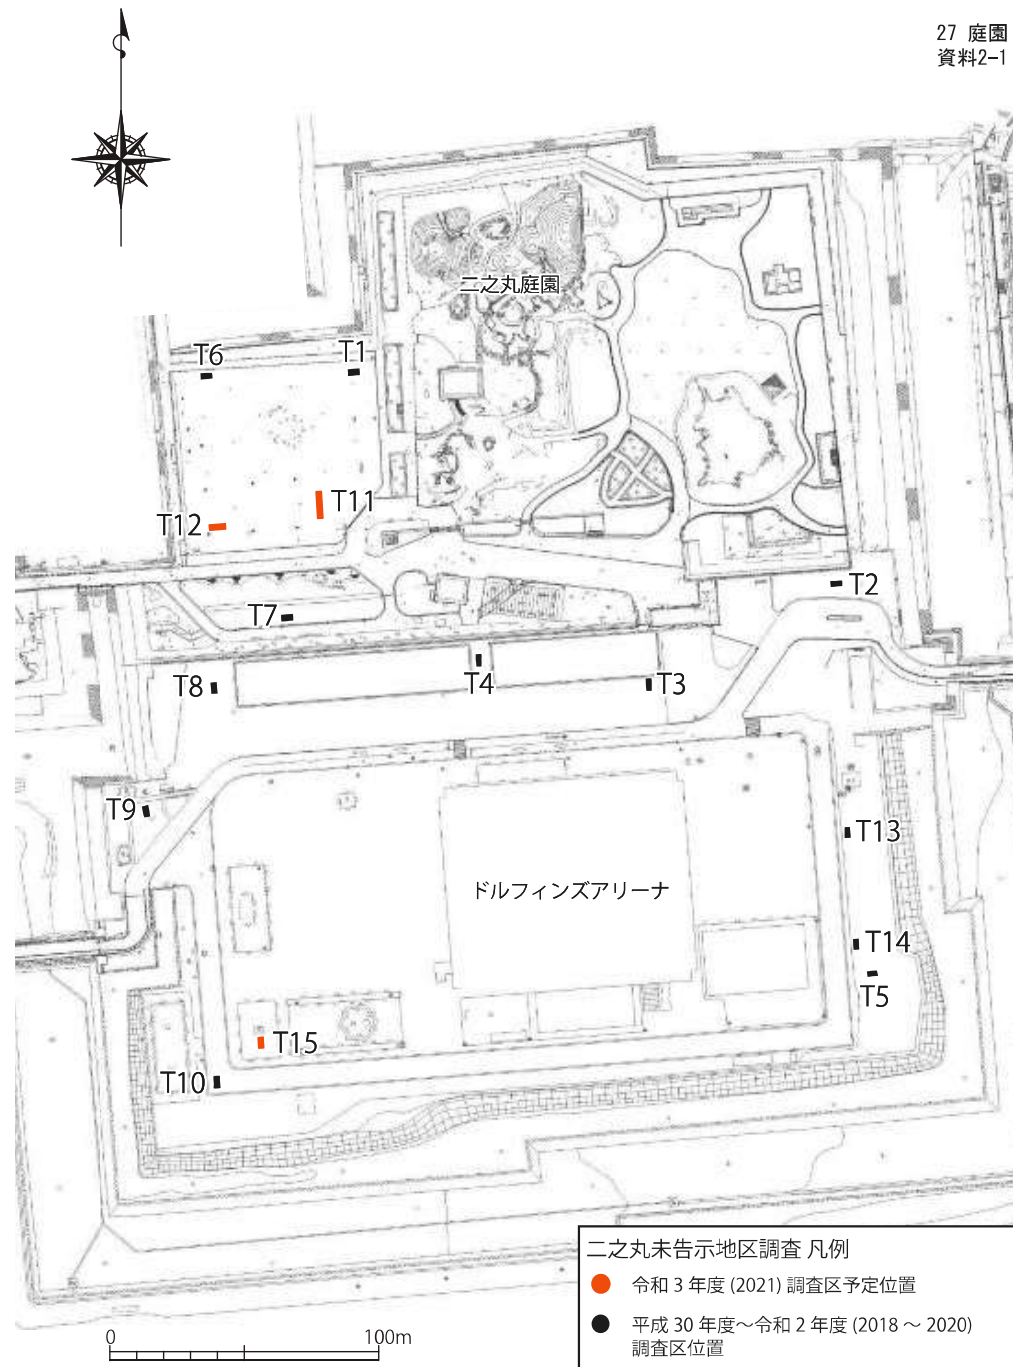 27 庭園
資料2-1
二之丸庭園
T6
T1
T11
T12
T2
T7
T8
T4
T3
T9
T13
ドルフィンズアリーナ
T14
T5
T15
T10
二之丸未告示地区調査 凡例
令和 3 年度 (2021) 調査区予定位置
平成 30 年度～令和 2 年度 (2018 ～ 2020)
調査区位置
0 100m